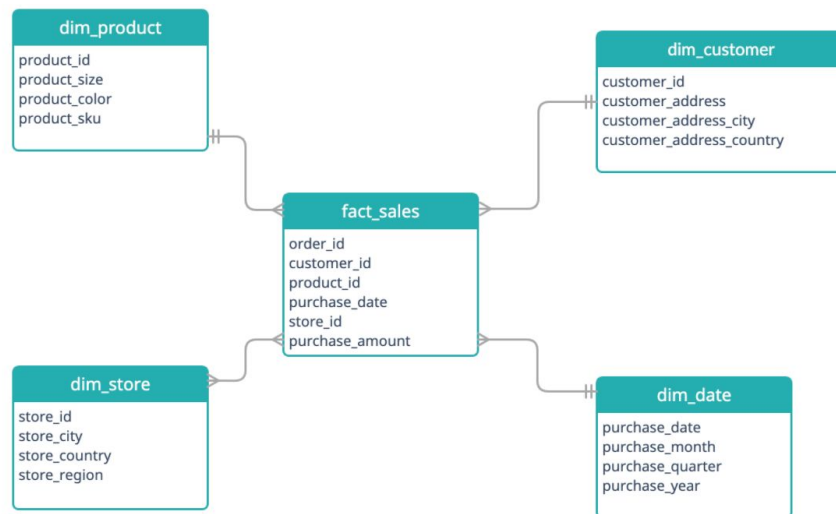 dim_product
product_id
product_size
product_color
product_sku
dim_customer
customer_id
customer_address
customer_address_city
customer_address_country
fact_sales
order_id
customer_id
product_id
purchase_date
store_id
purchase_amount
dim_store
store_id
store_city
store_country
store_region
dim_date
purchase_date
purchase_month
purchase_quarter
purchase_year